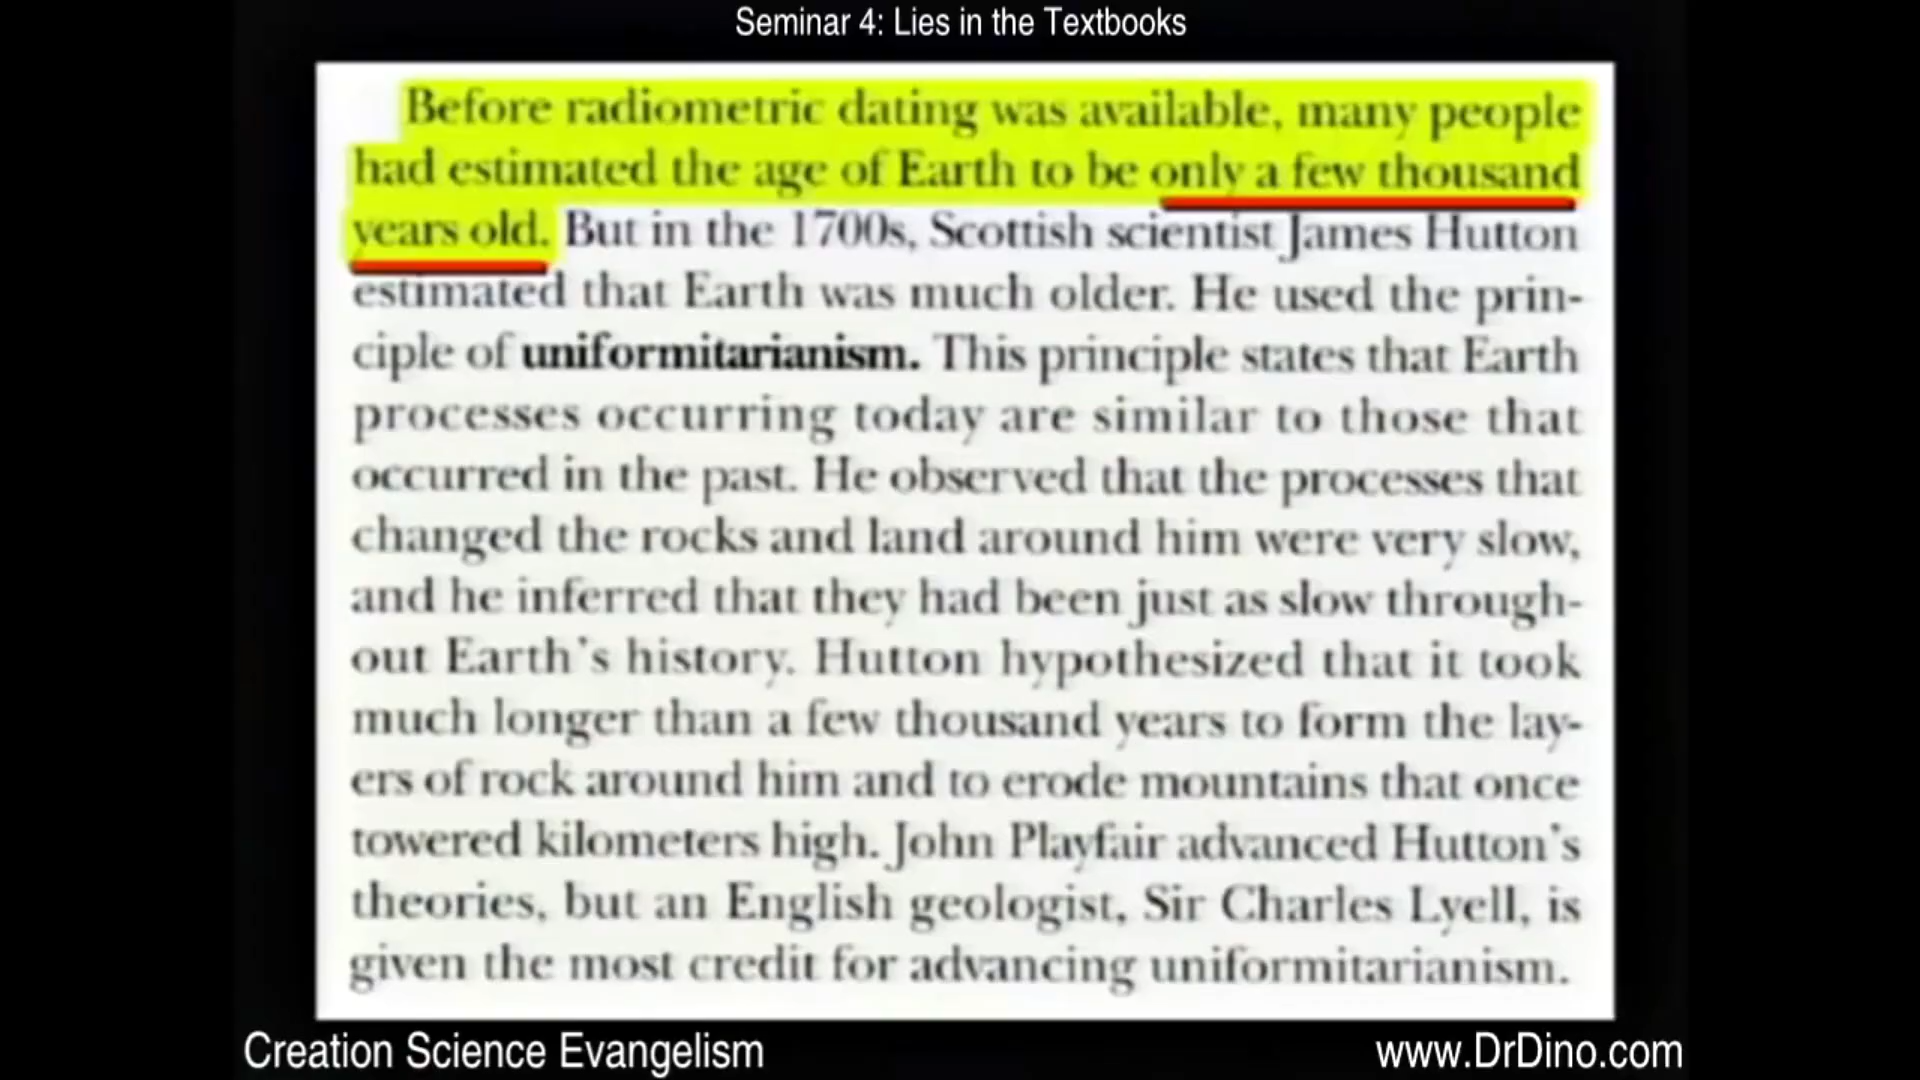 Seminar 4: Lies in the Textbooks
Before radiometric dating was available, many people
had estimated the age of Earth to be only a few thousand
years old. But in the 1700s, Scottish scientist James Hutton
estimated that Earth was much older. He used the prin-
ciple of uniformitarianism. This principle states that Earth
processes occurring today are similar to those that
occurred in the past. He observed that the processes that
changed the rocks and land around him were very slow,
and he inferred that they had been just as slow through-
out Earth's history. Hutton hypothesized that it took
much longer than a few thousand years to form the lay-
ers of rock around him and to erode mountains that once
towered kilometers high. John Playfair advanced Hutton's
theories, but an English geologist, Sir Charles Lyell, is
given the most credit for advancing uniformitarianism.
Creation Science Evangelism
www.DrDino.com